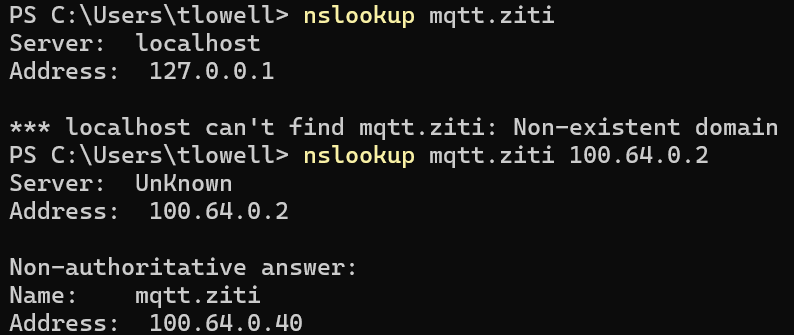 PS C:\Users\tlowell> nslookup mqtt.ziti
Server:  localhost
Address:  127.0.0.1

*** localhost can't find mqtt.ziti: Non-existent domain
PS C:\Users\tlowell> nslookup mqtt.ziti 100.64.0.2
Server:  UnKnown
Address:  100.64.0.2

Non-authoritative answer:
Name:    mqtt.ziti
Address:  100.64.0.40